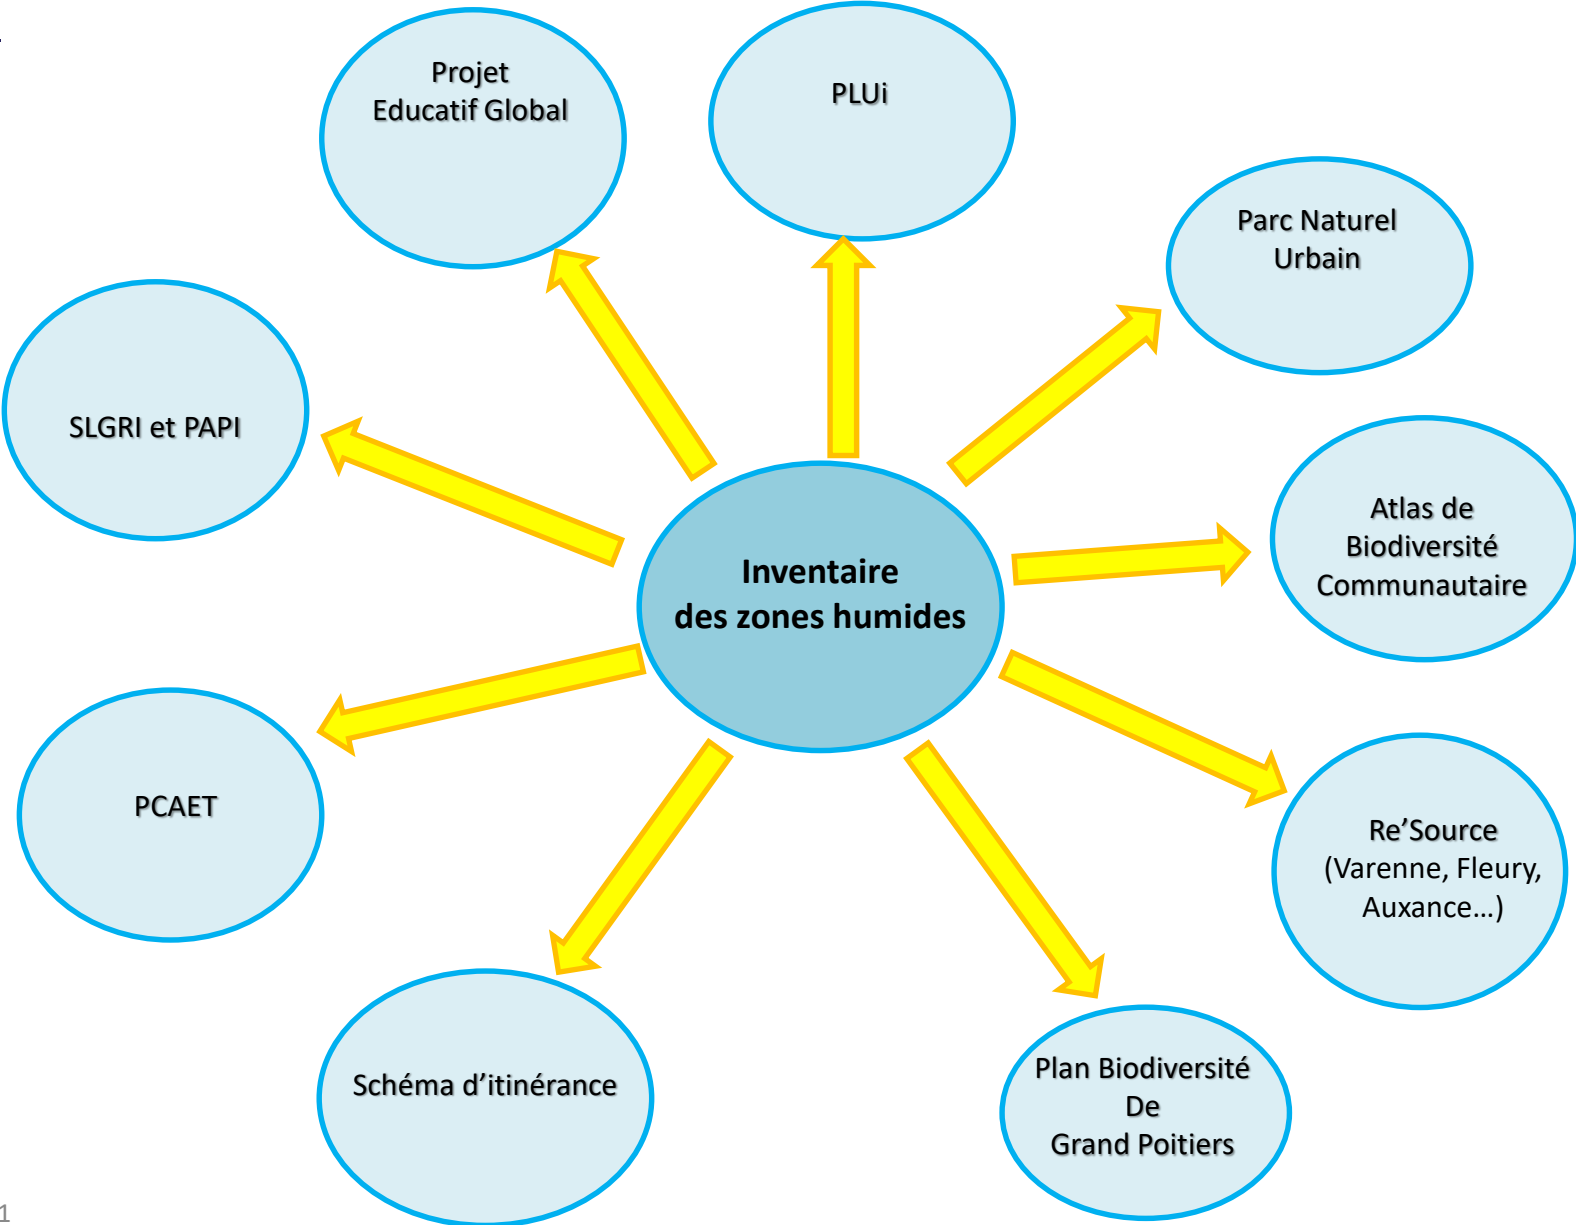 Projet
Educatif Global
PLUi
Parc Naturel
Urbain
SLGRI et PAPI
Atlas de
Biodiversité
Communautaire
Inventaire
des zones humides
PCAET
Re’Source
(Varenne, Fleury,
Auxance…)
Schéma d’itinérance
Plan Biodiversité
De
Grand Poitiers
1